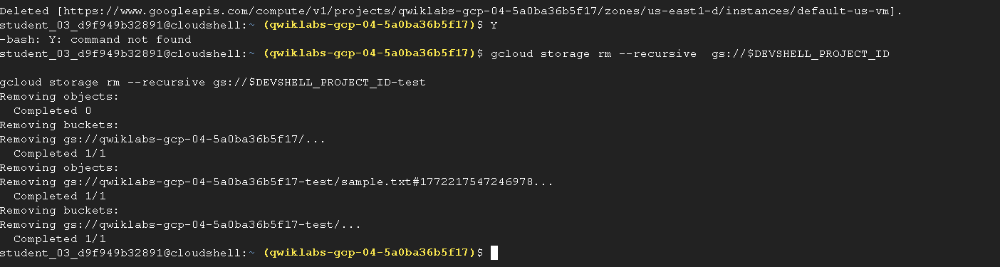 Deleted [https://www.googleapis.com/compute/v1/projects/qwiklabs-gcp-04-5a0ba36b5f17/zones/us-east1-d/instances/default-us-vm].
student_03_d9f949b32891@cloudshell:~ (qwiklabs-gcp-04-5a0ba36b5f17)$ Y
-bash: Y: command not found
student_03_d9f949b32891@cloudshell:~ (qwiklabs-gcp-04-5a0ba36b5f17)$ gcloud storage rm --recursive  gs://$DEVSHELL_PROJECT_ID
gcloud storage rm --recursive gs://$DEVSHELL_PROJECT_ID-test
Removing objects:
  Completed 0
Removing buckets:
Removing gs://qwiklabs-gcp-04-5a0ba36b5f17/...
  Completed 1/1
Removing objects:
Removing gs://qwiklabs-gcp-04-5a0ba36b5f17-test/sample.txt#1772217547246978...
  Completed 1/1
Removing buckets:
Removing gs://qwiklabs-gcp-04-5a0ba36b5f17-test/...
  Completed 1/1
student_03_d9f949b32891@cloudshell:~ (qwiklabs-gcp-04-5a0ba36b5f17)$